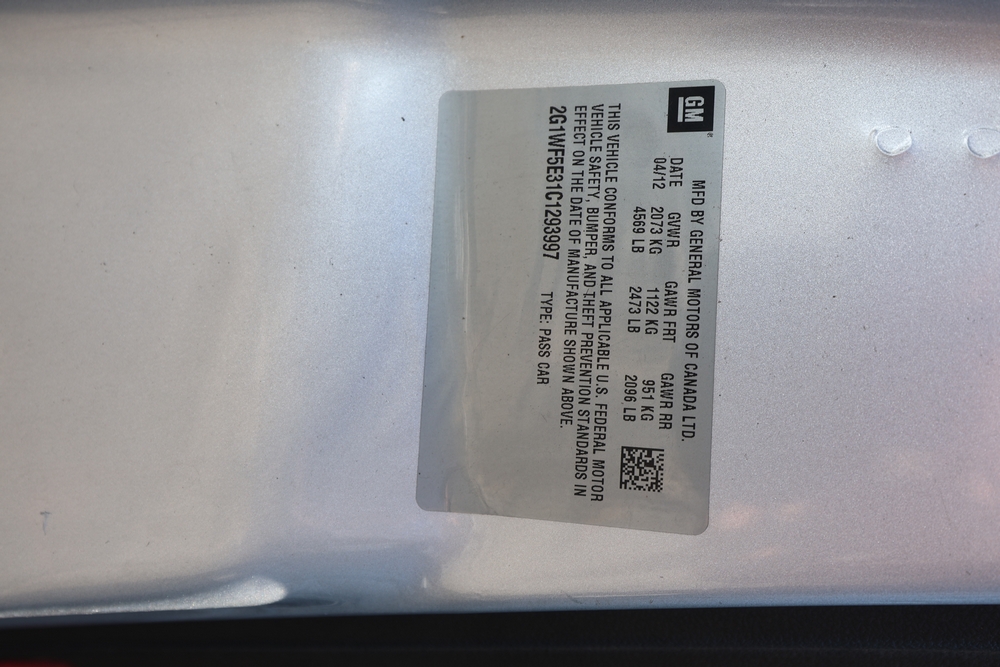 GM
MFD BY GENERAL MOTORS OF CANADA LTD.
DATE GVWR GAWR FRT GAWR RR
04/12 2073 KG 1122 KG 951 KG
4569 LB 2473 LB 2096 LB
THIS VEHICLE CONFORMS TO ALL APPLICABLE U.S. FEDERAL MOTOR
VEHICLE SAFETY, BUMPER, AND THEFT PREVENTION STANDARDS IN
EFFECT ON THE DATE OF MANUFACTURE SHOWN ABOVE.
2G1WF5E31C1293997 TYPE: PASS CAR